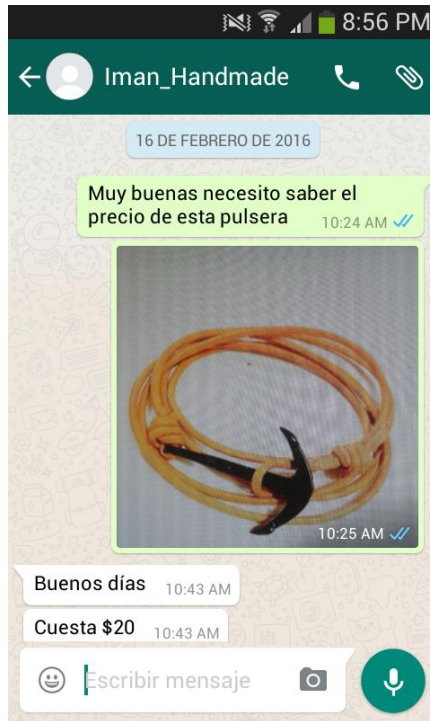 8:56 PM
Iman_Handmade
16 DE FEBRERO DE 2016
Muy buenas necesito saber el
precio de esta pulsera 10:24 AM
10:25 AM
Buenos días 10:43 AM
Cuesta $20 10:43 AM
Escribir mensaje